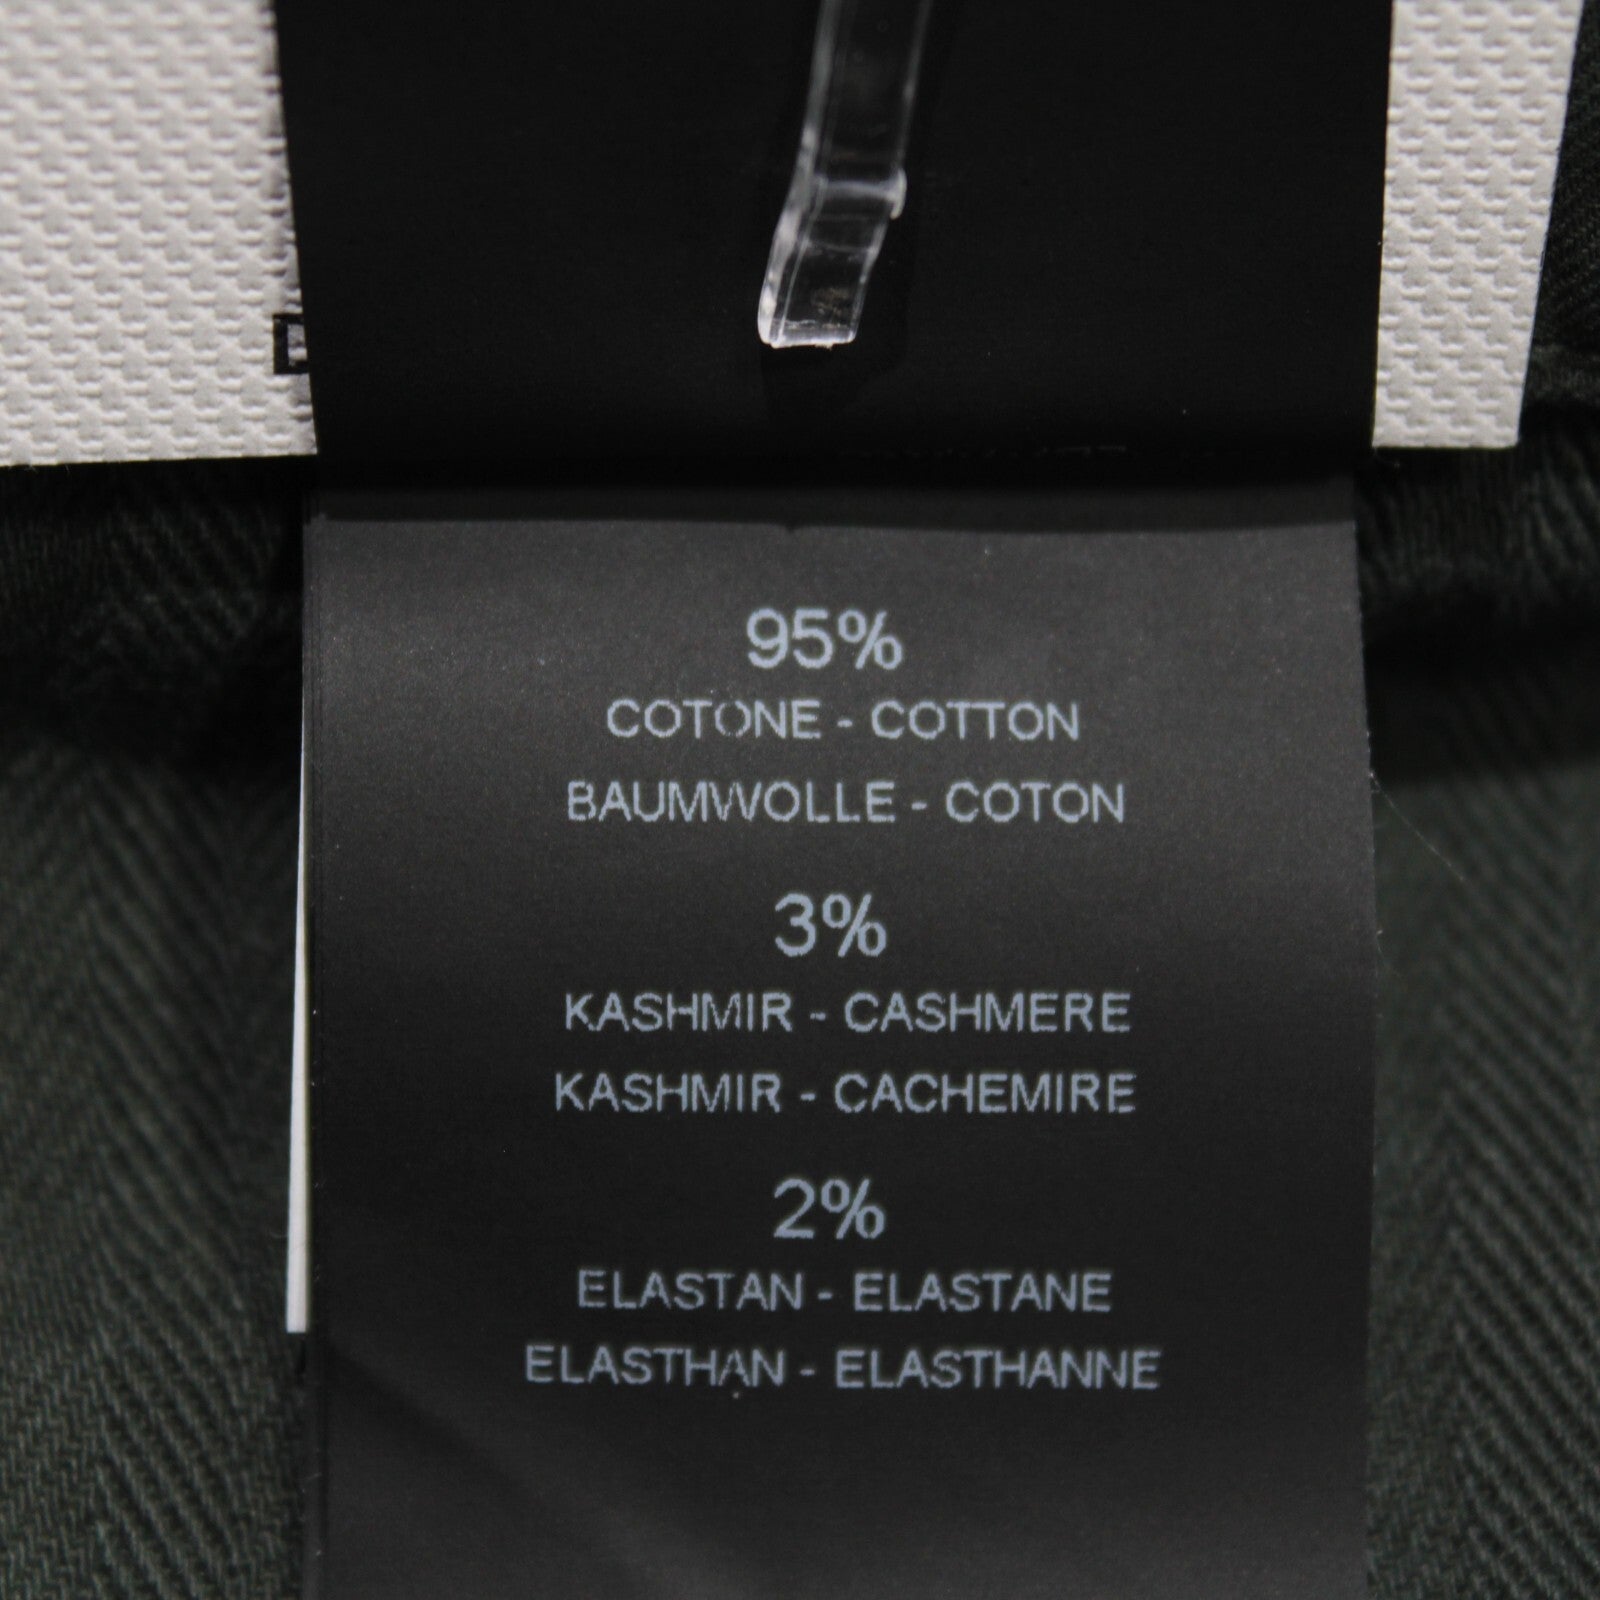 95%
COTONE - COTTON
BAUMWOLLE - COTON
3%
KASHMIR - CASHMERE
KASHMIR - CACHEMIRE
2%
ELASTAN - ELASTANE
ELASTHAN - ELASTHANNE